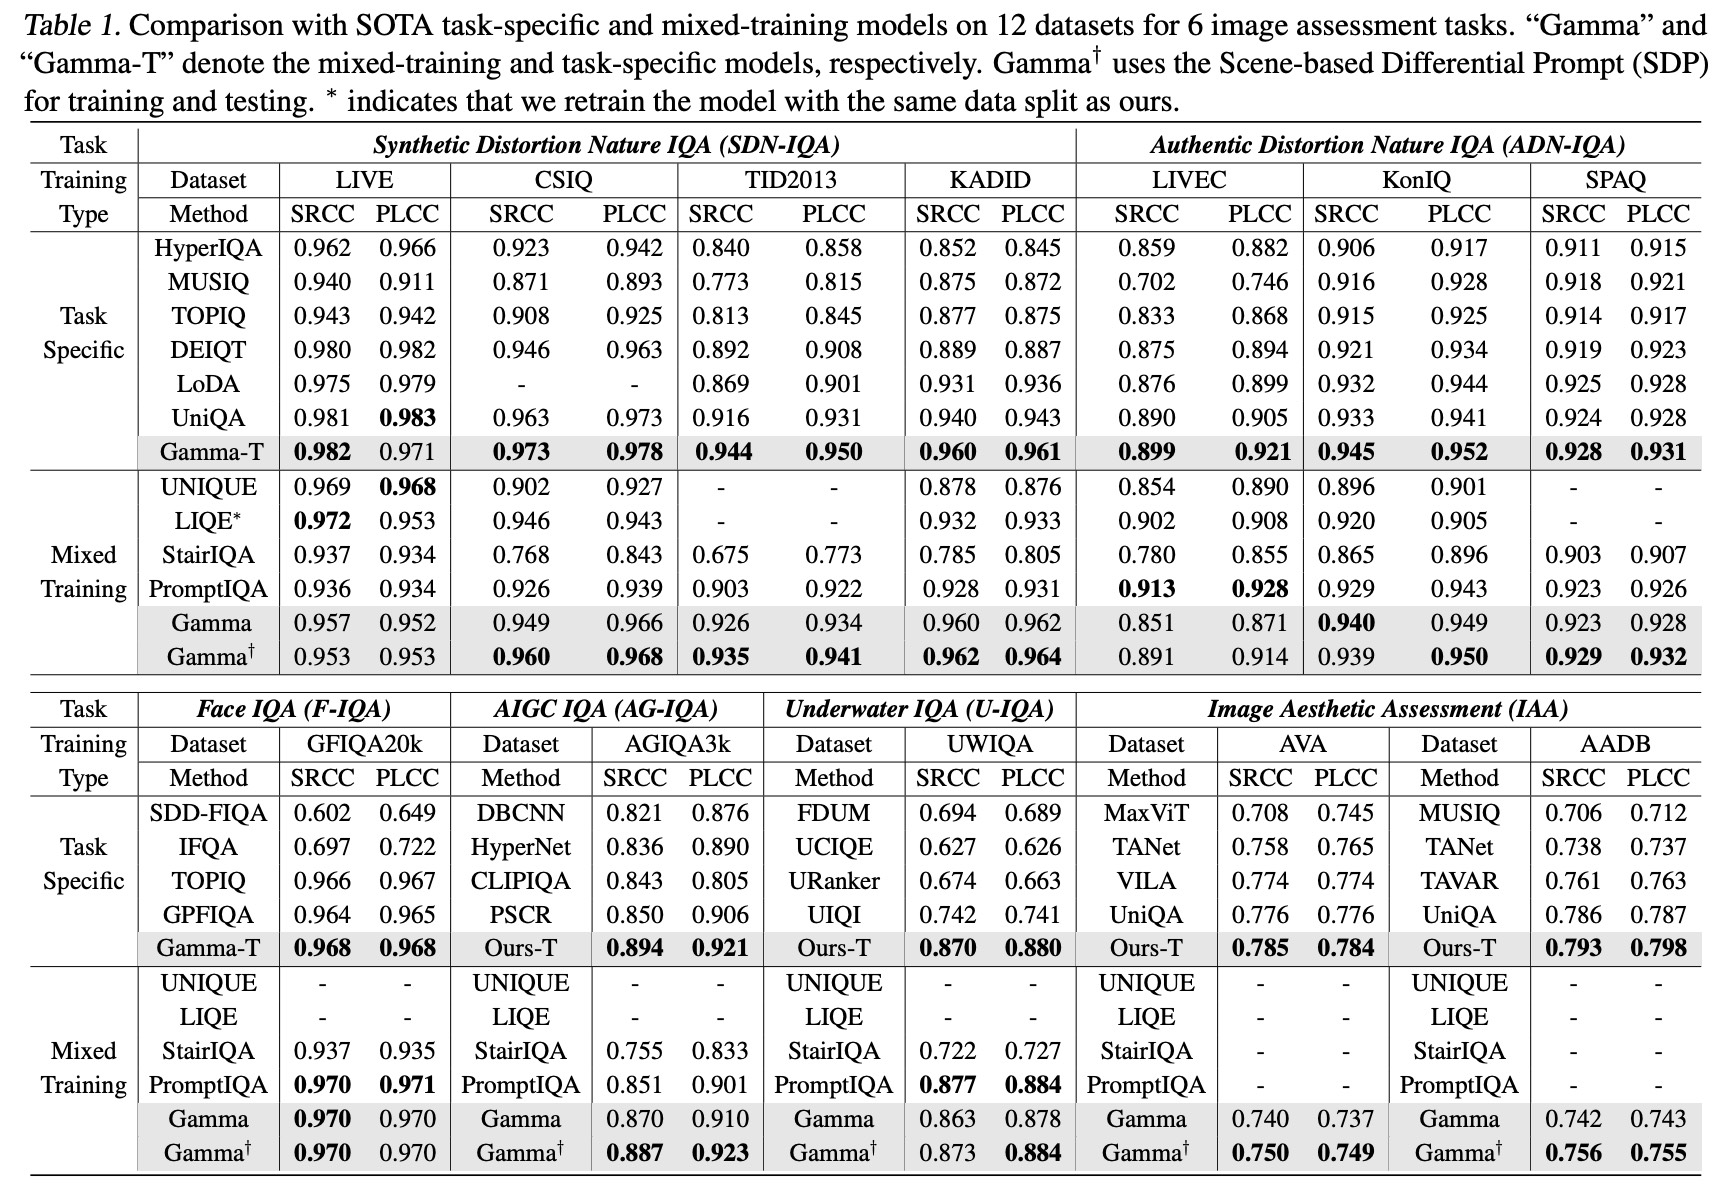 Table 1. Comparison with SOTA task-specific and mixed-training models on 12 datasets for 6 image assessment tasks. “Gamma” and
“Gamma-T” denote the mixed-training and task-specific models, respectively. Gamma† uses the Scene-based Differential Prompt (SDP)
for training and testing. * indicates that we retrain the model with the same data split as ours.
Task Synthetic Distortion Nature IQA (SDN-IQA) Authentic Distortion Nature IQA (ADN-IQA)
Training Dataset LIVE CSIQ TID2013 KADID LIVEC KonIQ SPAQ
Type Method SRCC PLCC SRCC PLCC SRCC PLCC SRCC PLCC SRCC PLCC SRCC PLCC SRCC PLCC
HyperIQA 0.962 0.966 0.923 0.942 0.840 0.858 0.852 0.845 0.859 0.882 0.906 0.917 0.911 0.915
MUSIQ 0.940 0.911 0.871 0.893 0.773 0.815 0.875 0.872 0.702 0.746 0.916 0.928 0.918 0.921
Task TOPIQ 0.943 0.942 0.908 0.925 0.813 0.845 0.877 0.875 0.833 0.868 0.915 0.925 0.914 0.917
Specific DEIQT 0.980 0.982 0.946 0.963 0.892 0.908 0.889 0.887 0.875 0.894 0.921 0.934 0.919 0.923
LoDA 0.975 0.979 - - 0.869 0.901 0.931 0.936 0.876 0.899 0.932 0.944 0.925 0.928
UniQA 0.981 0.983 0.963 0.973 0.916 0.931 0.940 0.943 0.890 0.905 0.933 0.941 0.924 0.928
Gamma-T 0.982 0.971 0.973 0.978 0.944 0.950 0.960 0.961 0.899 0.921 0.945 0.952 0.928 0.931
UNIQUE 0.969 0.968 0.902 0.927 - - 0.878 0.876 0.854 0.890 0.896 0.901 - -
LIQE* 0.972 0.953 0.946 0.943 - - 0.932 0.933 0.902 0.908 0.920 0.905 - -
Mixed StairIQA 0.937 0.934 0.768 0.843 0.675 0.773 0.785 0.805 0.780 0.855 0.865 0.896 0.903 0.907
Training PromptIQA 0.936 0.934 0.926 0.939 0.903 0.922 0.928 0.931 0.913 0.928 0.929 0.943 0.923 0.926
Gamma 0.957 0.952 0.949 0.966 0.926 0.934 0.960 0.962 0.851 0.871 0.940 0.949 0.923 0.928
Gamma† 0.953 0.953 0.960 0.968 0.935 0.941 0.962 0.964 0.891 0.914 0.939 0.950 0.929 0.932
Task Face IQA (F-IQA) AIGC IQA (AG-IQA) Underwater IQA (U-IQA) Image Aesthetic Assessment (IAA)
Training Dataset GFIQA20k Dataset AGIQA3k Dataset UWIQA Dataset AVA Dataset AADB
Type Method SRCC PLCC Method SRCC PLCC Method SRCC PLCC Method SRCC PLCC Method SRCC PLCC
SDD-FIQA 0.602 0.649 DBCNN 0.821 0.876 FDUM 0.694 0.689 MaxViT 0.708 0.745 MUSIQ 0.706 0.712
Task IFQA 0.697 0.722 HyperNet 0.836 0.890 UCIQE 0.627 0.626 TANet 0.758 0.765 TANet 0.738 0.737
Specific TOPIQ 0.966 0.967 CLIPIQA 0.843 0.805 URanker 0.674 0.663 VILA 0.774 0.774 TAVAR 0.761 0.763
GPFIQA 0.964 0.965 PSCR 0.850 0.906 UIQI 0.742 0.741 UniQA 0.776 0.776 UniQA 0.786 0.787
Gamma-T 0.968 0.968 Ours-T 0.894 0.921 Ours-T 0.870 0.880 Ours-T 0.785 0.784 Ours-T 0.793 0.798
UNIQUE - - UNIQUE - - UNIQUE - - UNIQUE - - UNIQUE - -
LIQE - - LIQE - - LIQE - - LIQE - - LIQE - -
Mixed StairIQA 0.937 0.935 StairIQA 0.755 0.833 StairIQA 0.722 0.727 StairIQA - - StairIQA - -
Training PromptIQA 0.970 0.971 PromptIQA 0.851 0.901 PromptIQA 0.877 0.884 PromptIQA - - PromptIQA - -
Gamma 0.970 0.970 Gamma 0.870 0.910 Gamma 0.863 0.878 Gamma 0.740 0.737 Gamma 0.742 0.743
Gamma† 0.970 0.970 Gamma† 0.887 0.923 Gamma† 0.873 0.884 Gamma† 0.750 0.749 Gamma† 0.756 0.755